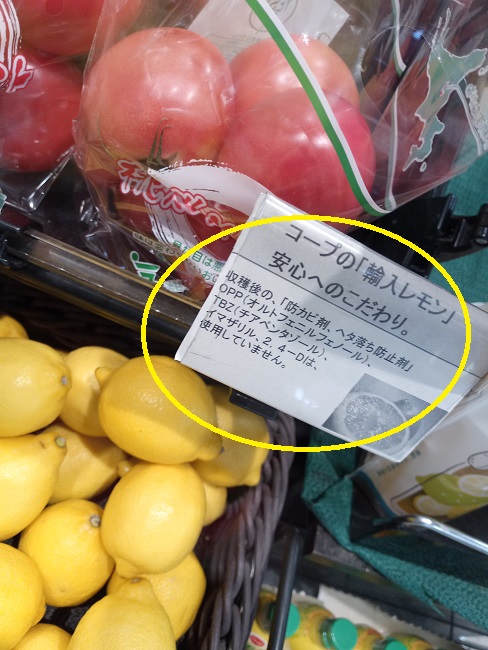 コープの「輸入レモン」
安心へのこだわり。
収穫後の、「防カビ剤、ヘタ落ち防止剤」
OPP(オルトフェニルフェノール)、
TBZ(チアベンダゾール)、
イマザリル、2.4-Dは、
使用していません。